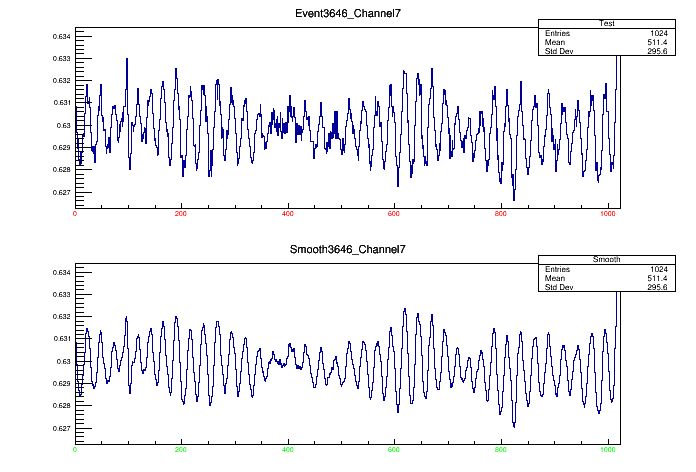 Event3646_Channel7
Test
Entries 1024
Mean 511.4
Std Dev 295.6
0.634
0.633
0.632
0.631
0.63
0.629
0.628
0.627
0 200 400 600 800 1000
Smooth3646_Channel7
Smooth
Entries 1024
Mean 511.4
Std Dev 295.6
0.634
0.633
0.632
0.631
0.63
0.629
0.628
0.627
0 200 400 600 800 1000